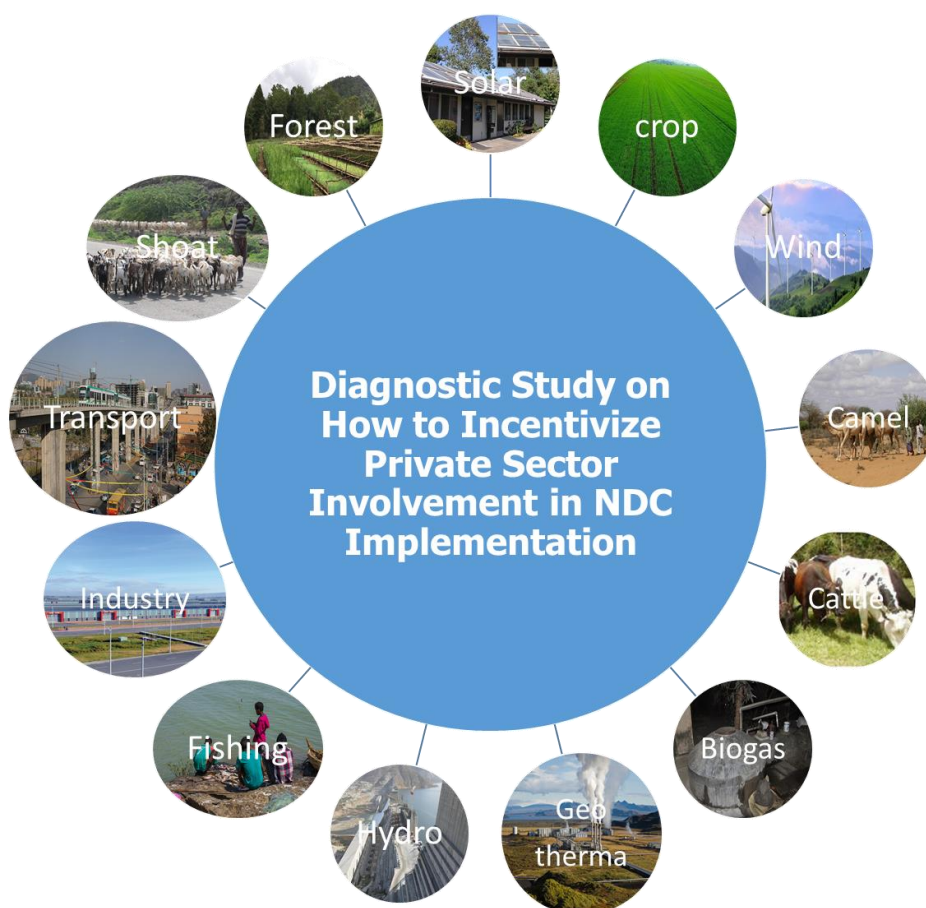 Solar
crop
Wind
Camel
Cattle
Biogas
Geo
therma
Hydro
Fishing
Industry
Transport
Shoat
Forest
Diagnostic Study on
How to Incentivize
Private Sector
Involvement in NDC
Implementation